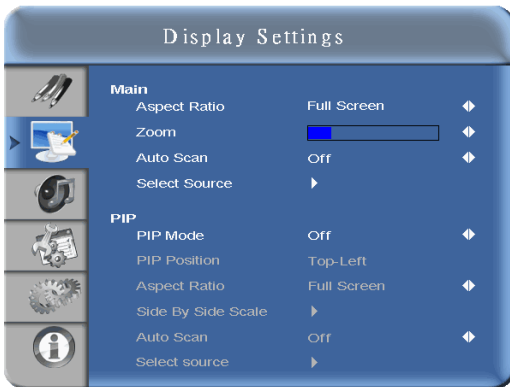 Display Settings
Main
Aspect Ratio Full Screen
Zoom
Auto Scan Off
Select Source
PIP
PIP Mode Off
PIP Position Top-Left
Aspect Ratio Full Screen
Side By Side Scale
Auto Scan Off
Select source